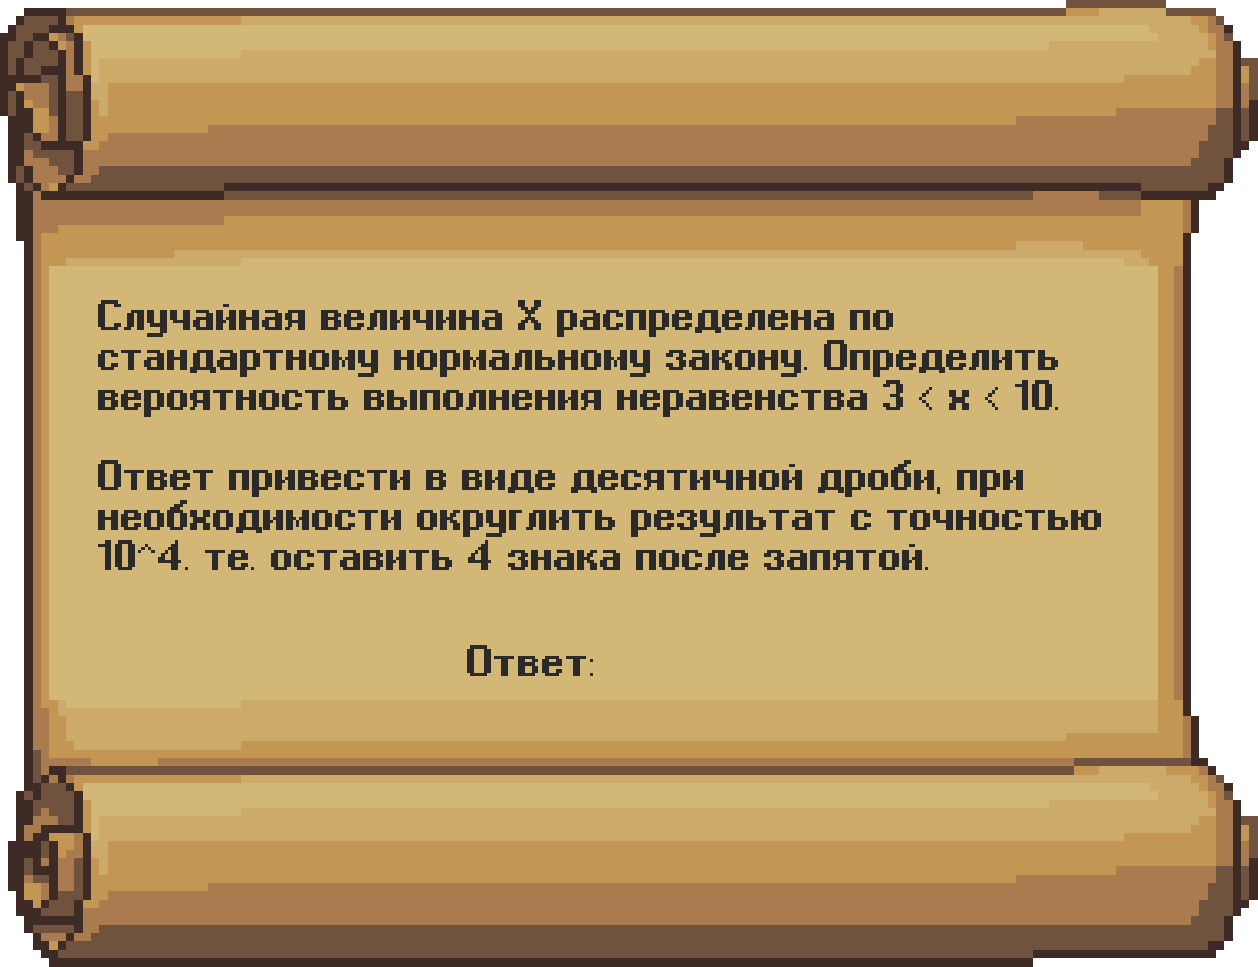 Случайная величина X распределена по
стандартному нормальному закону. Определить
вероятность выполнения неравенства 3 < x < 10.
Ответ привести в виде десятичной дроби, при
необходимости округлить результат с точностью
10^4. те. оставить 4 знака после запятой.
Ответ: